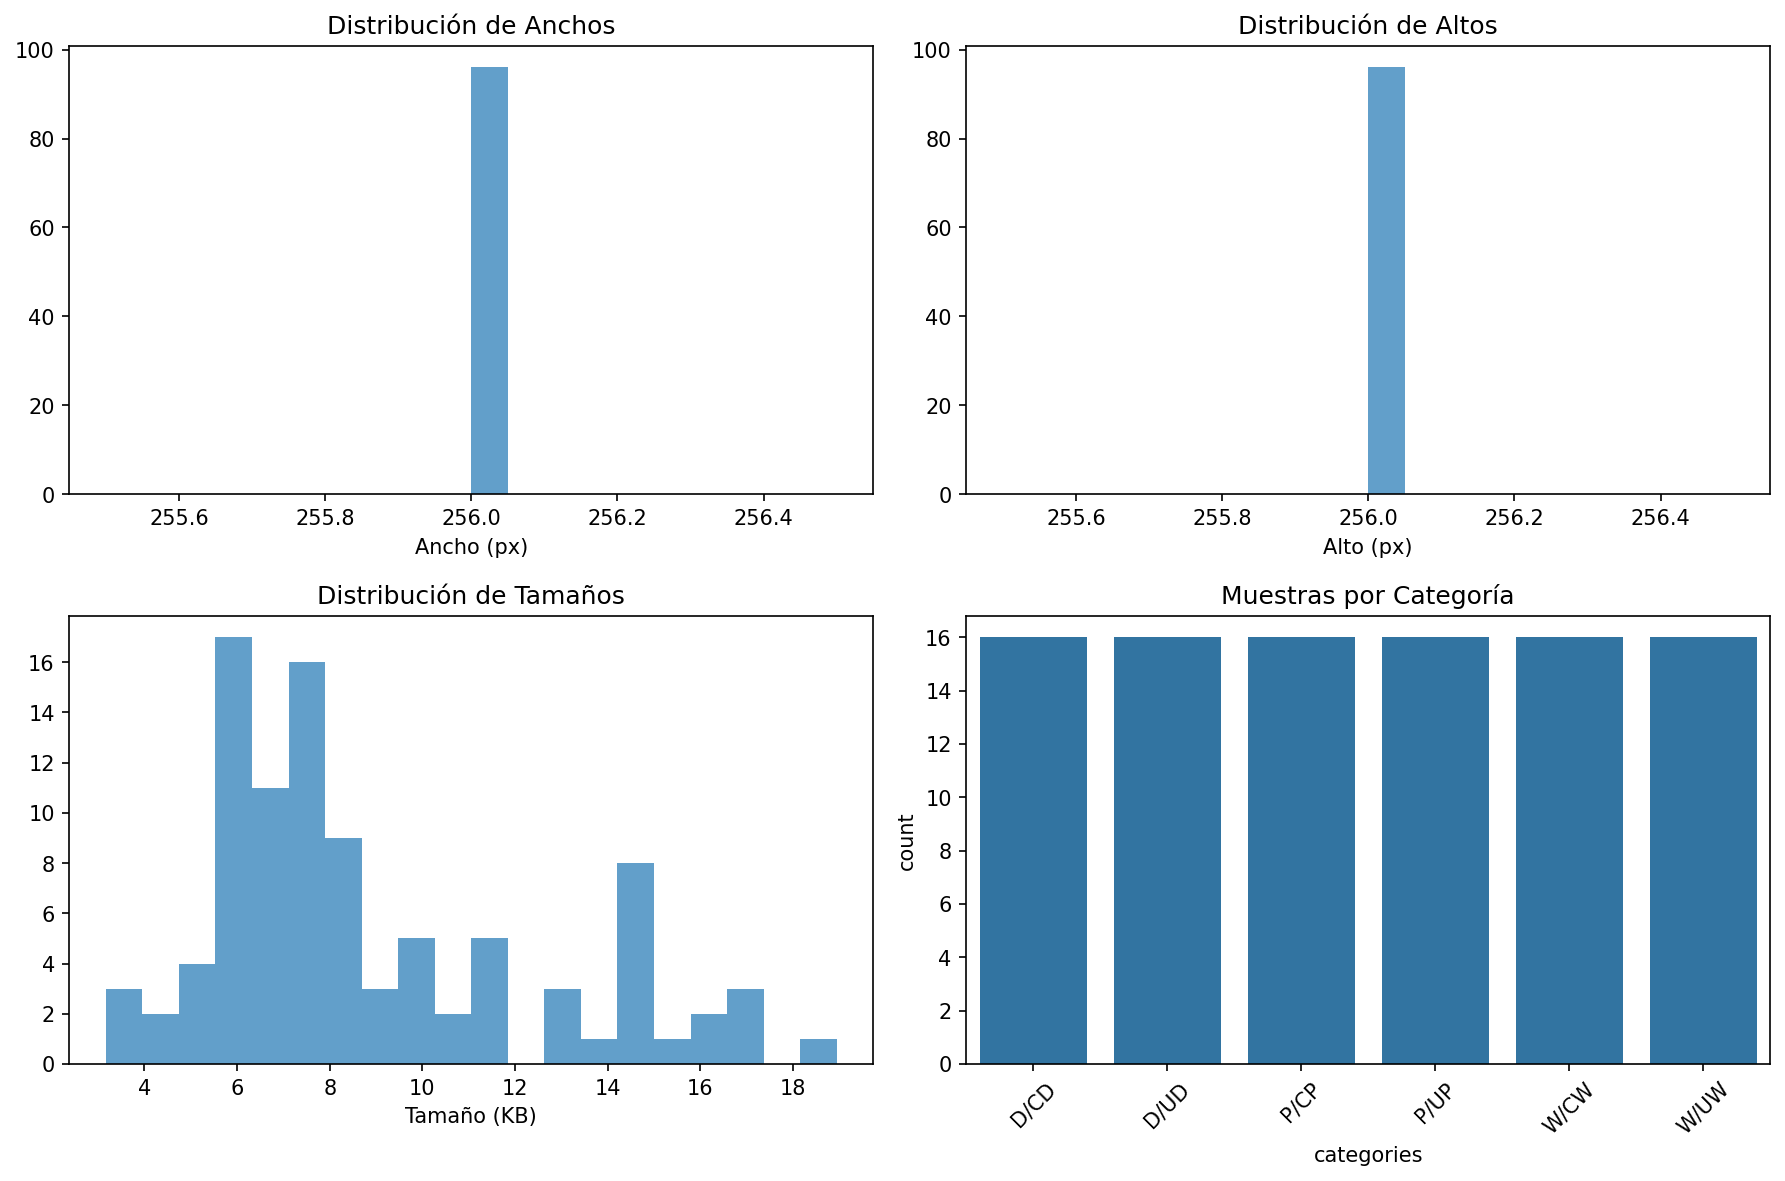 Distribución de Anchos
100
80
60
40
20
0
255.6 255.8 256.0 256.2 256.4
Ancho (px)
Distribución de Altos
100
80
60
40
20
0
255.6 255.8 256.0 256.2 256.4
Alto (px)
Distribución de Tamaños
16
14
12
10
8
6
4
2
0
4 6 8 10 12 14 16 18
Tamaño (KB)
Muestras por Categoría
16
14
12
10
8
6
4
2
0
count
D/CD D/UD P/CP P/UP W/CW W/UW
categories